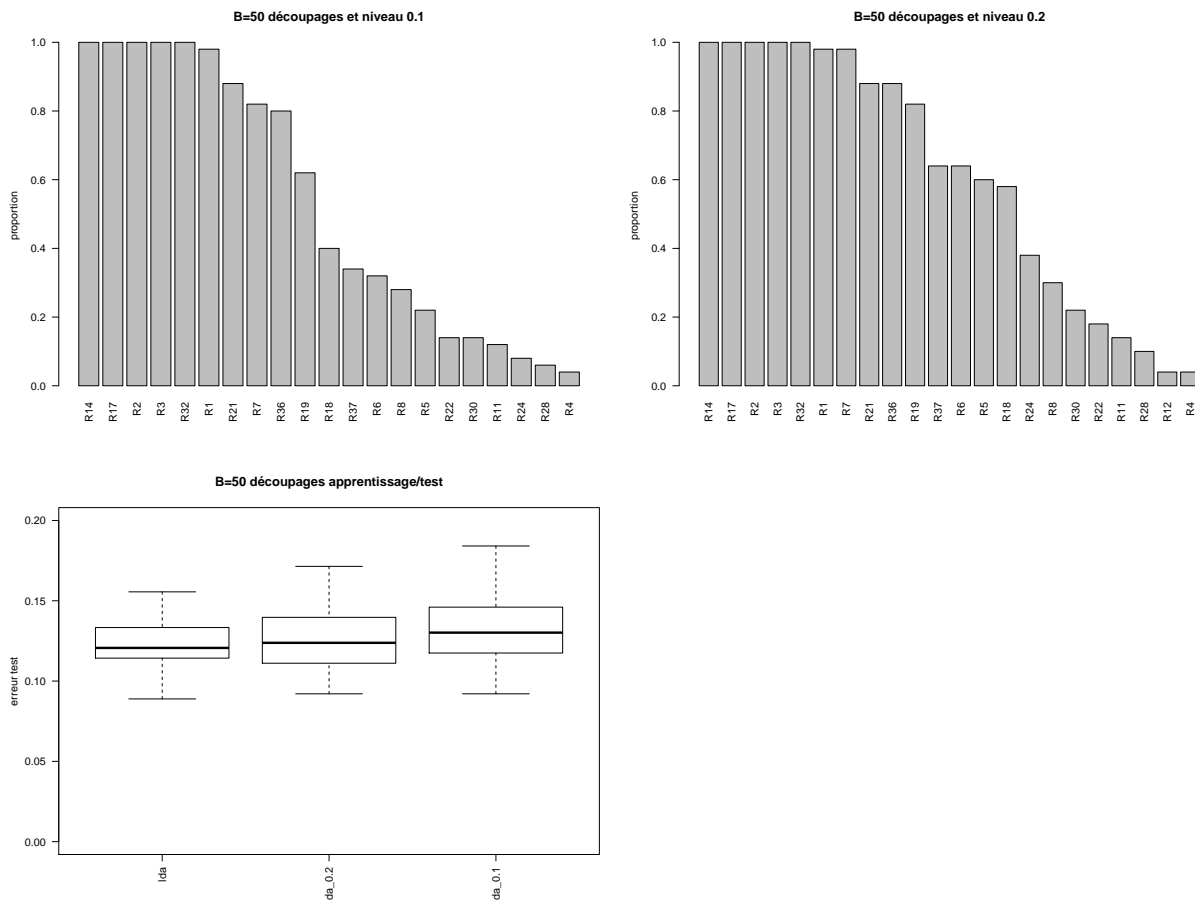 B=50 découpages et niveau 0.1
proportion
1.0
0.8
0.6
0.4
0.2
0.0
R14 R17 R2 R3 R32 R1 R21 R7 R36 R19 R18 R37 R6 R8 R5 R22 R30 R11 R24 R28 R4
B=50 découpages et niveau 0.2
proportion
1.0
0.8
0.6
0.4
0.2
0.0
R14 R17 R2 R3 R32 R1 R7 R21 R36 R19 R37 R6 R5 R18 R24 R8 R30 R22 R11 R28 R12 R4
B=50 découpages apprentissage/test
erreur test
0.20
0.15
0.10
0.05
0.00
lda da_0.2 da_0.1